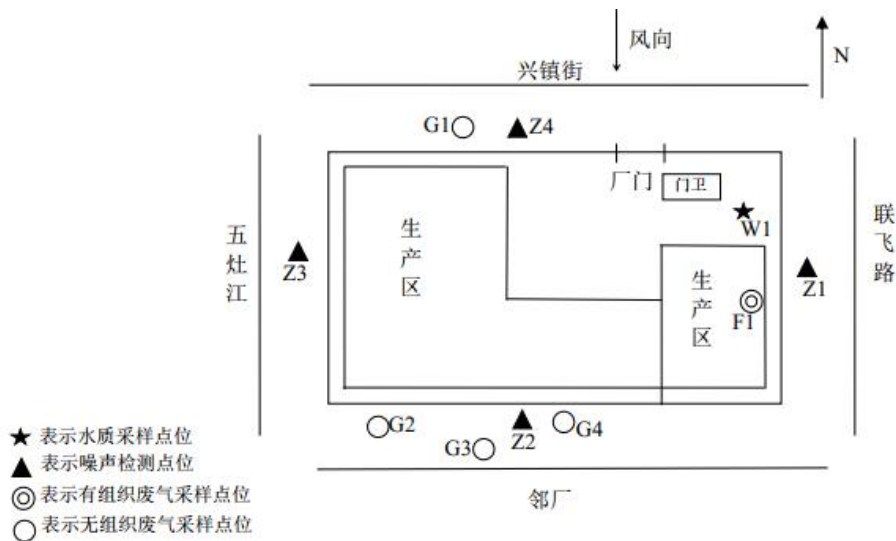 风向
N
兴镇街
G1
Z4
厂门
门卫
W1
五灶江
Z3
生产区
生产区
F1
Z1
联飞路
G2
G3
Z2
G4
邻厂
表示水质采样点位
表示噪声检测点位
表示有组织废气采样点位
表示无组织废气采样点位